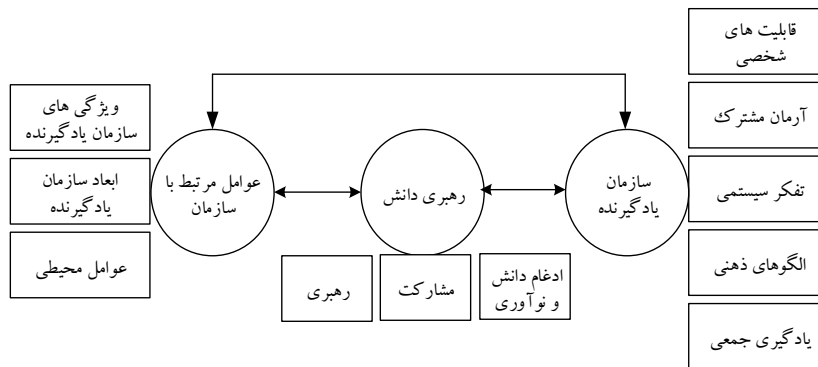 قابلیت های
شخصی
آرمان مشترک
تفکر سیستمی
الگوهای ذهنی
یادگیری جمعی
سازمان
یادگیرنده
رهبری دانش
ادغام دانش
و نوآوری
مشارکت
رهبری
عوامل مرتبط با
سازمان
ویژگی های
سازمان یادگیرنده
ابعاد سازمان
یادگیرنده
عوامل محیطی